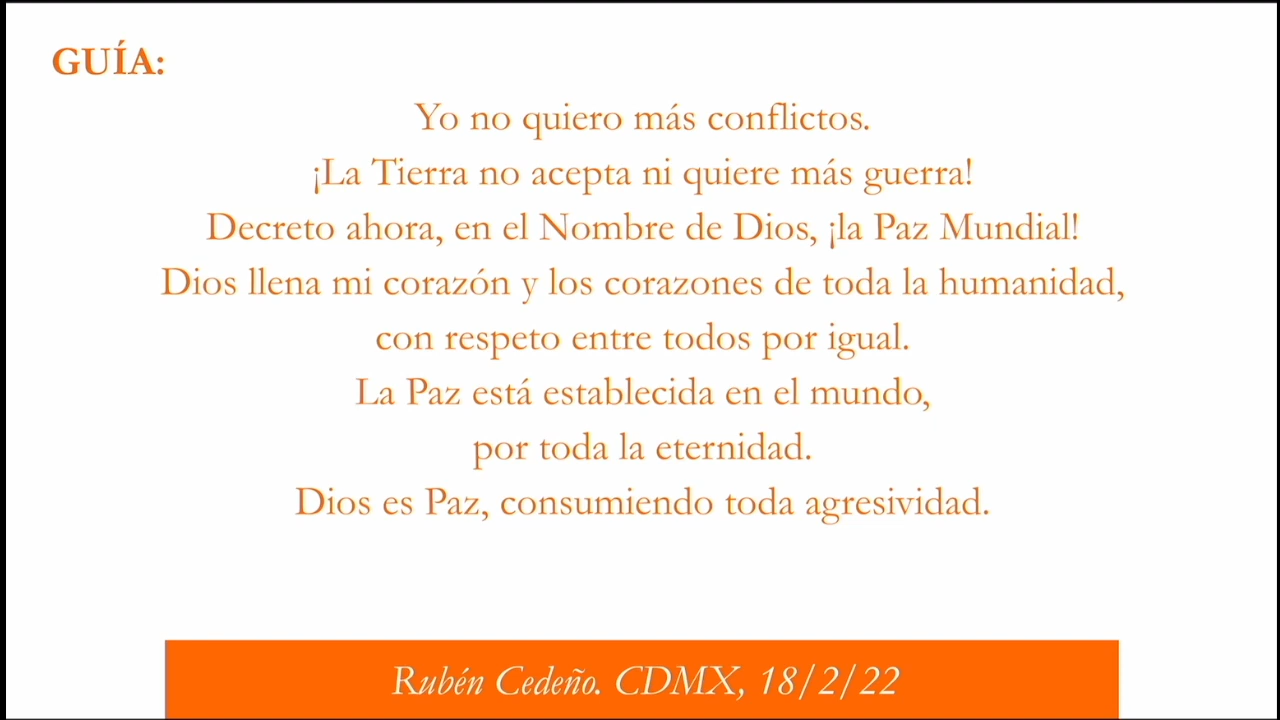 GUÍA:
Yo no quiero más conflictos.
¡La Tierra no acepta ni quiere más guerra!
Decreto ahora, en el Nombre de Dios, ¡la Paz Mundial!
Dios llena mi corazón y los corazones de toda la humanidad,
con respeto entre todos por igual.
La Paz está establecida en el mundo,
por toda la eternidad.
Dios es Paz, consumiendo toda agresividad.
Rubén Cedeño. CDMX, 18/2/22